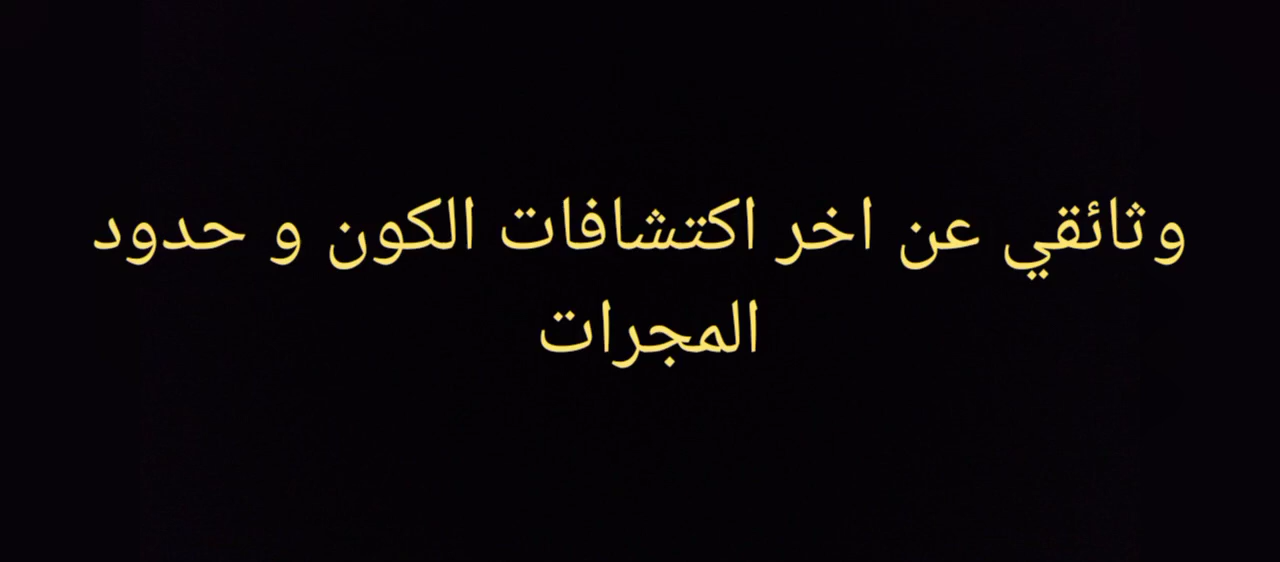 وثائقي عن اخر اكتشافات الكون و حدود
المجرات